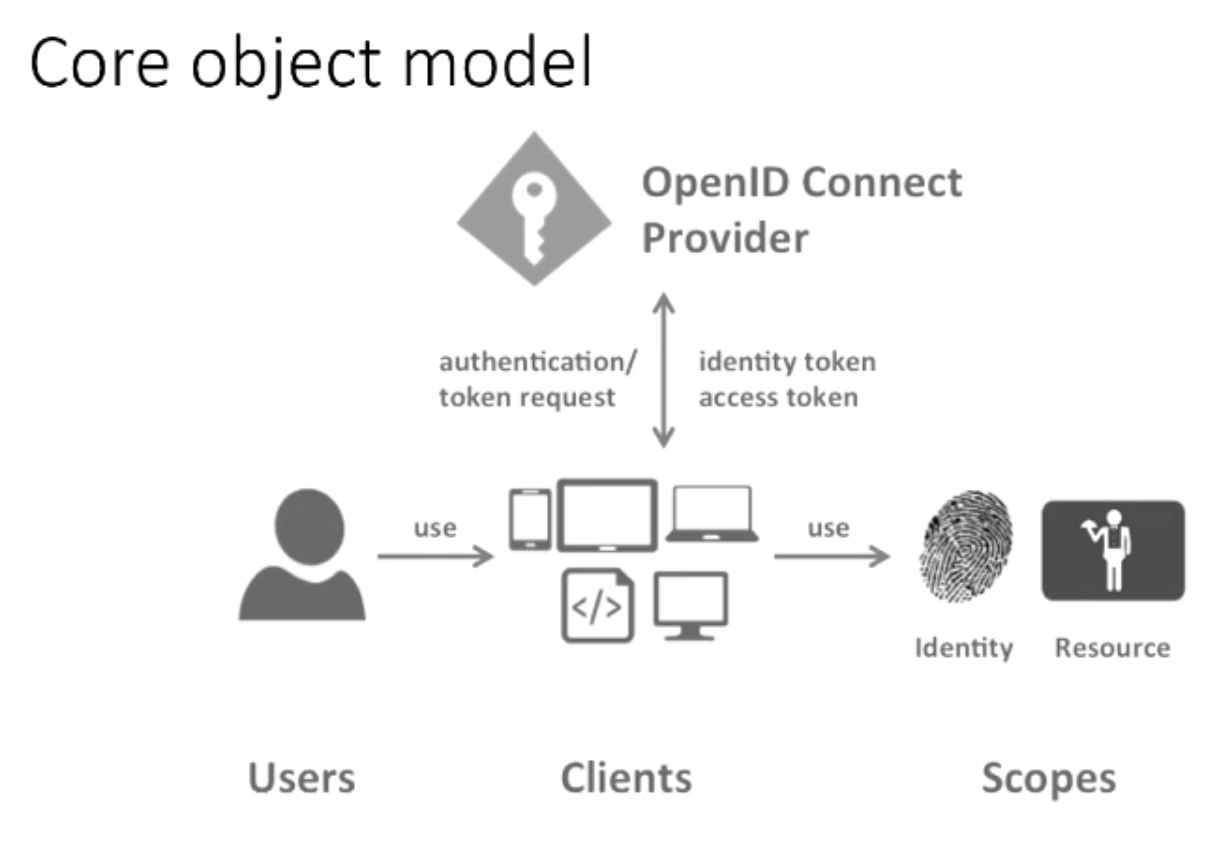 Core object model
OpenID Connect
Provider
authentication/
token request
identity token
access token
use
use
</>
Identity
Resource
Users
Clients
Scopes